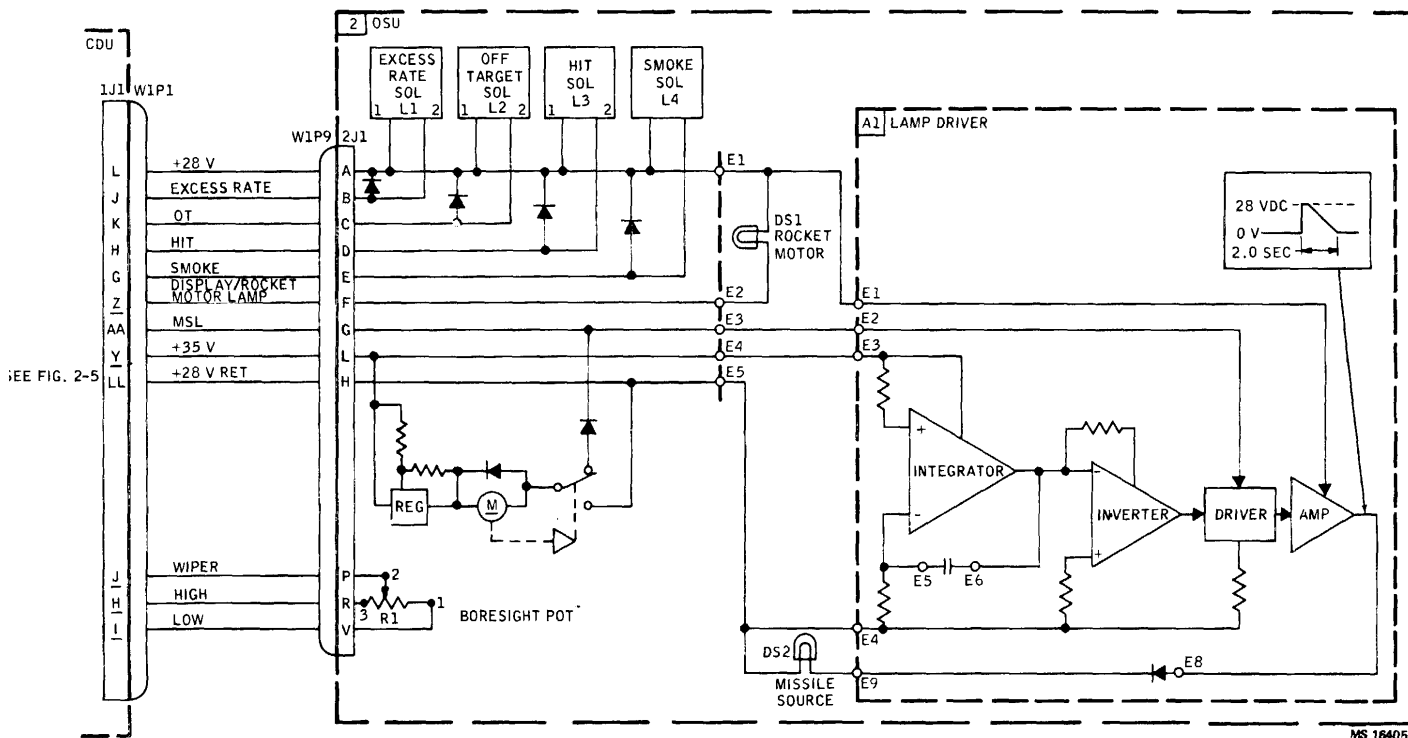 2 OSU
CDU
EXCESS RATE SOL L1
1 2
OFF TARGET SOL L2
1 2
HIT SOL L3
1 2
SMOKE SOL L4
1J1 W1P1
W1P9 2J1
A1 LAMP DRIVER
L +28 V A E1
J EXCESS RATE B
K OT C
H HIT D
G SMOKE E
Z DISPLAY/ROCKET MOTOR LAMP F E2
AA MSL G E3
Y +35 V L E4
SEE FIG. 2-5 LL +28 V RET H E5
DS1 ROCKET MOTOR
28 VDC
0 V
2.0 SEC
E1
E2
E3
+
INTEGRATOR
-
E5 E6
-
INVERTER
+
DRIVER
AMP
REG
M
J WIPER P 2
H HIGH R 3 R1 1
I LOW V
BORESIGHT POT
E4
DS2
MISSILE SOURCE
E9
E8
MS 16405